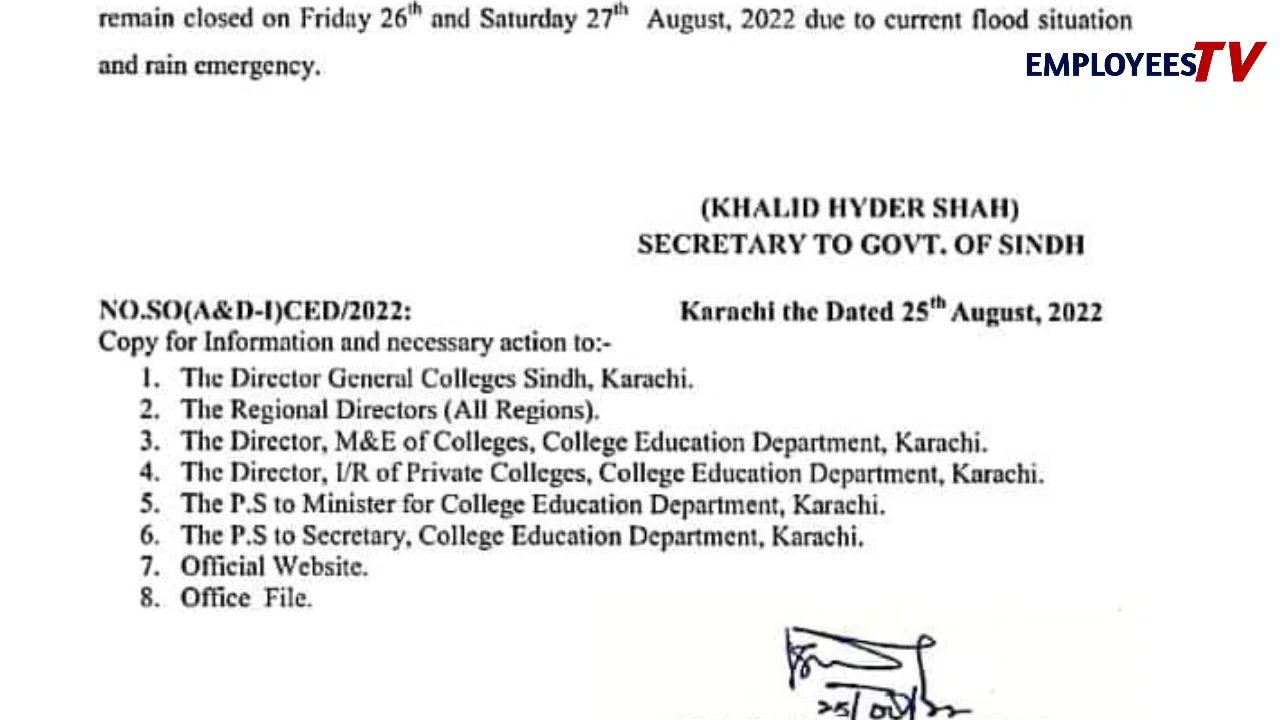 remain closed on Friday 26th and Saturday 27th August, 2022 due to current flood situation
and rain emergency.
EMPLOYEESTV
(KHALID HYDER SHAH)
SECRETARY TO GOVT. OF SINDH
NO.SO(A&D-I)CED/2022: Karachi the Dated 25th August, 2022
Copy for Information and necessary action to:-
1. The Director General Colleges Sindh, Karachi.
2. The Regional Directors (All Regions).
3. The Director, M&E of Colleges, College Education Department, Karachi.
4. The Director, I/R of Private Colleges, College Education Department, Karachi.
5. The P.S to Minister for College Education Department, Karachi.
6. The P.S to Secretary, College Education Department, Karachi.
7. Official Website.
8. Office File.